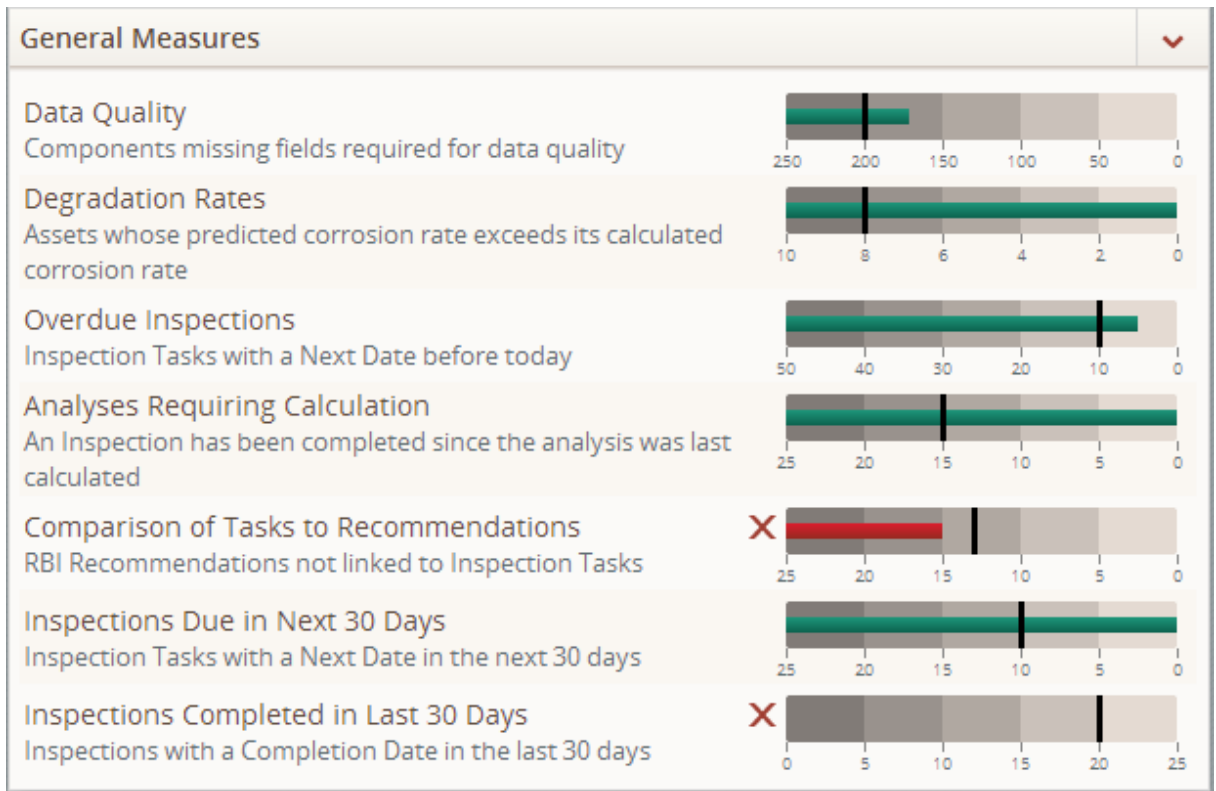 General Measures
Data Quality
Components missing fields required for data quality
250 200 150 100 50 0
Degradation Rates
Assets whose predicted corrosion rate exceeds its calculated
corrosion rate
10 8 6 4 2 0
Overdue Inspections
Inspection Tasks with a Next Date before today
50 40 30 20 10 0
Analyses Requiring Calculation
An Inspection has been completed since the analysis was last
calculated
25 20 15 10 5 0
Comparison of Tasks to Recommendations
RBI Recommendations not linked to Inspection Tasks
25 20 15 10 5 0
Inspections Due in Next 30 Days
Inspection Tasks with a Next Date in the next 30 days
25 20 15 10 5 0
Inspections Completed in Last 30 Days
Inspections with a Completion Date in the last 30 days
0 5 10 15 20 25